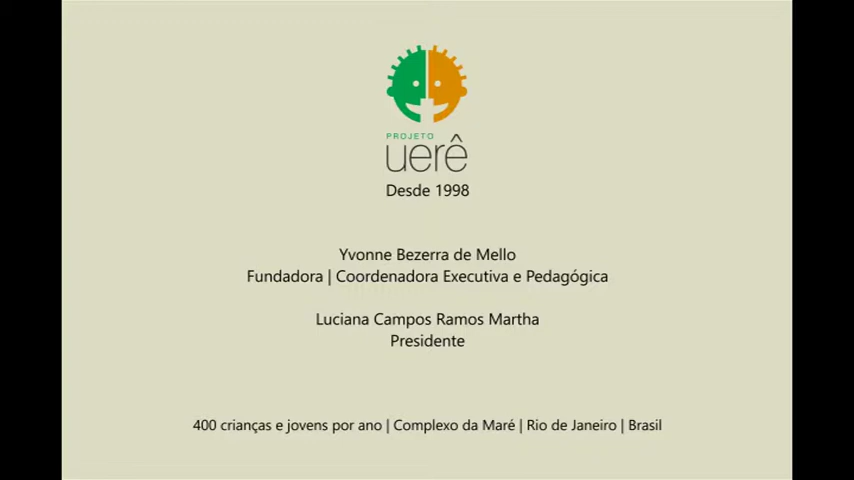 PROJETO
uerê
Desde 1998
Yvonne Bezerra de Mello
Fundadora | Coordenadora Executiva e Pedagógica
Luciana Campos Ramos Martha
Presidente
400 crianças e jovens por ano | Complexo da Maré | Rio de Janeiro | Brasil